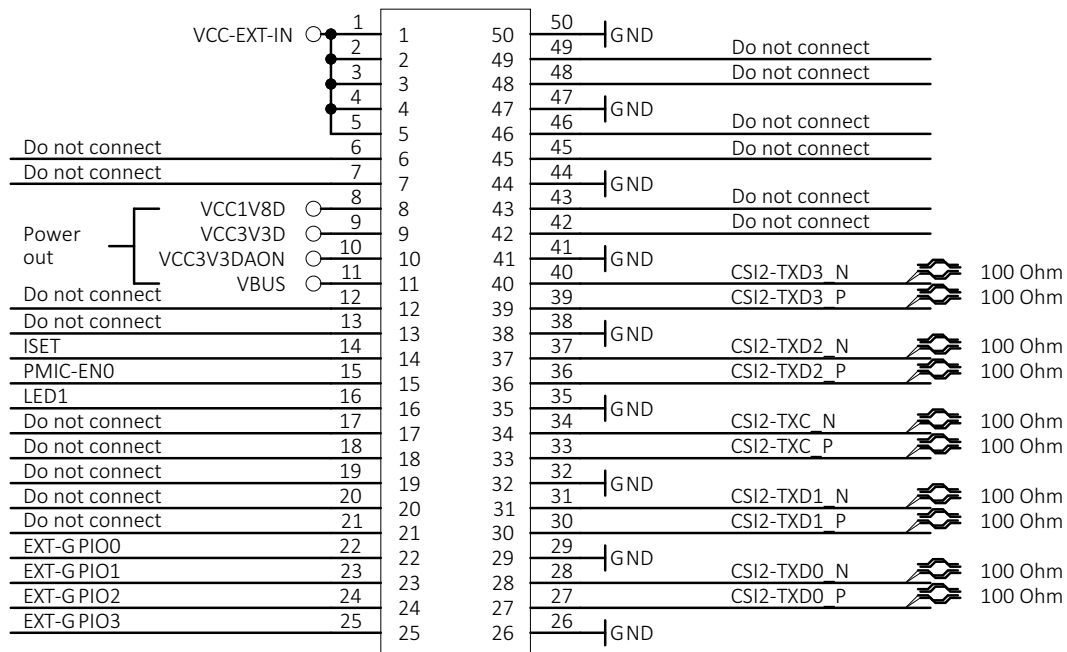 VCC-EXT-IN 1 1 50 50 GND
2 2 49 49 Do not connect
3 3 48 48 Do not connect
4 4 47 47 GND
5 5 46 46 Do not connect
Do not connect 6 6 45 45 Do not connect
Do not connect 7 7 44 44 GND
VCC1V8D 8 8 43 43 Do not connect
Power out VCC3V3D 9 9 42 42 Do not connect
VCC3V3DAON 10 10 41 41 GND
VBUS 11 11 40 40 CSI2-TXD3_N 100 Ohm
Do not connect 12 12 39 39 CSI2-TXD3_P 100 Ohm
Do not connect 13 13 38 38 GND
ISET 14 14 37 37 CSI2-TXD2_N 100 Ohm
PMIC-EN0 15 15 36 36 CSI2-TXD2_P 100 Ohm
LED1 16 16 35 35 GND
Do not connect 17 17 34 34 CSI2-TXC_N 100 Ohm
Do not connect 18 18 33 33 CSI2-TXC_P 100 Ohm
Do not connect 19 19 32 32 GND
Do not connect 20 20 31 31 CSI2-TXD1_N 100 Ohm
Do not connect 21 21 30 30 CSI2-TXD1_P 100 Ohm
EXT-GPIO0 22 22 29 29 GND
EXT-GPIO1 23 23 28 28 CSI2-TXD0_N 100 Ohm
EXT-GPIO2 24 24 27 27 CSI2-TXD0_P 100 Ohm
EXT-GPIO3 25 25 26 26 GND